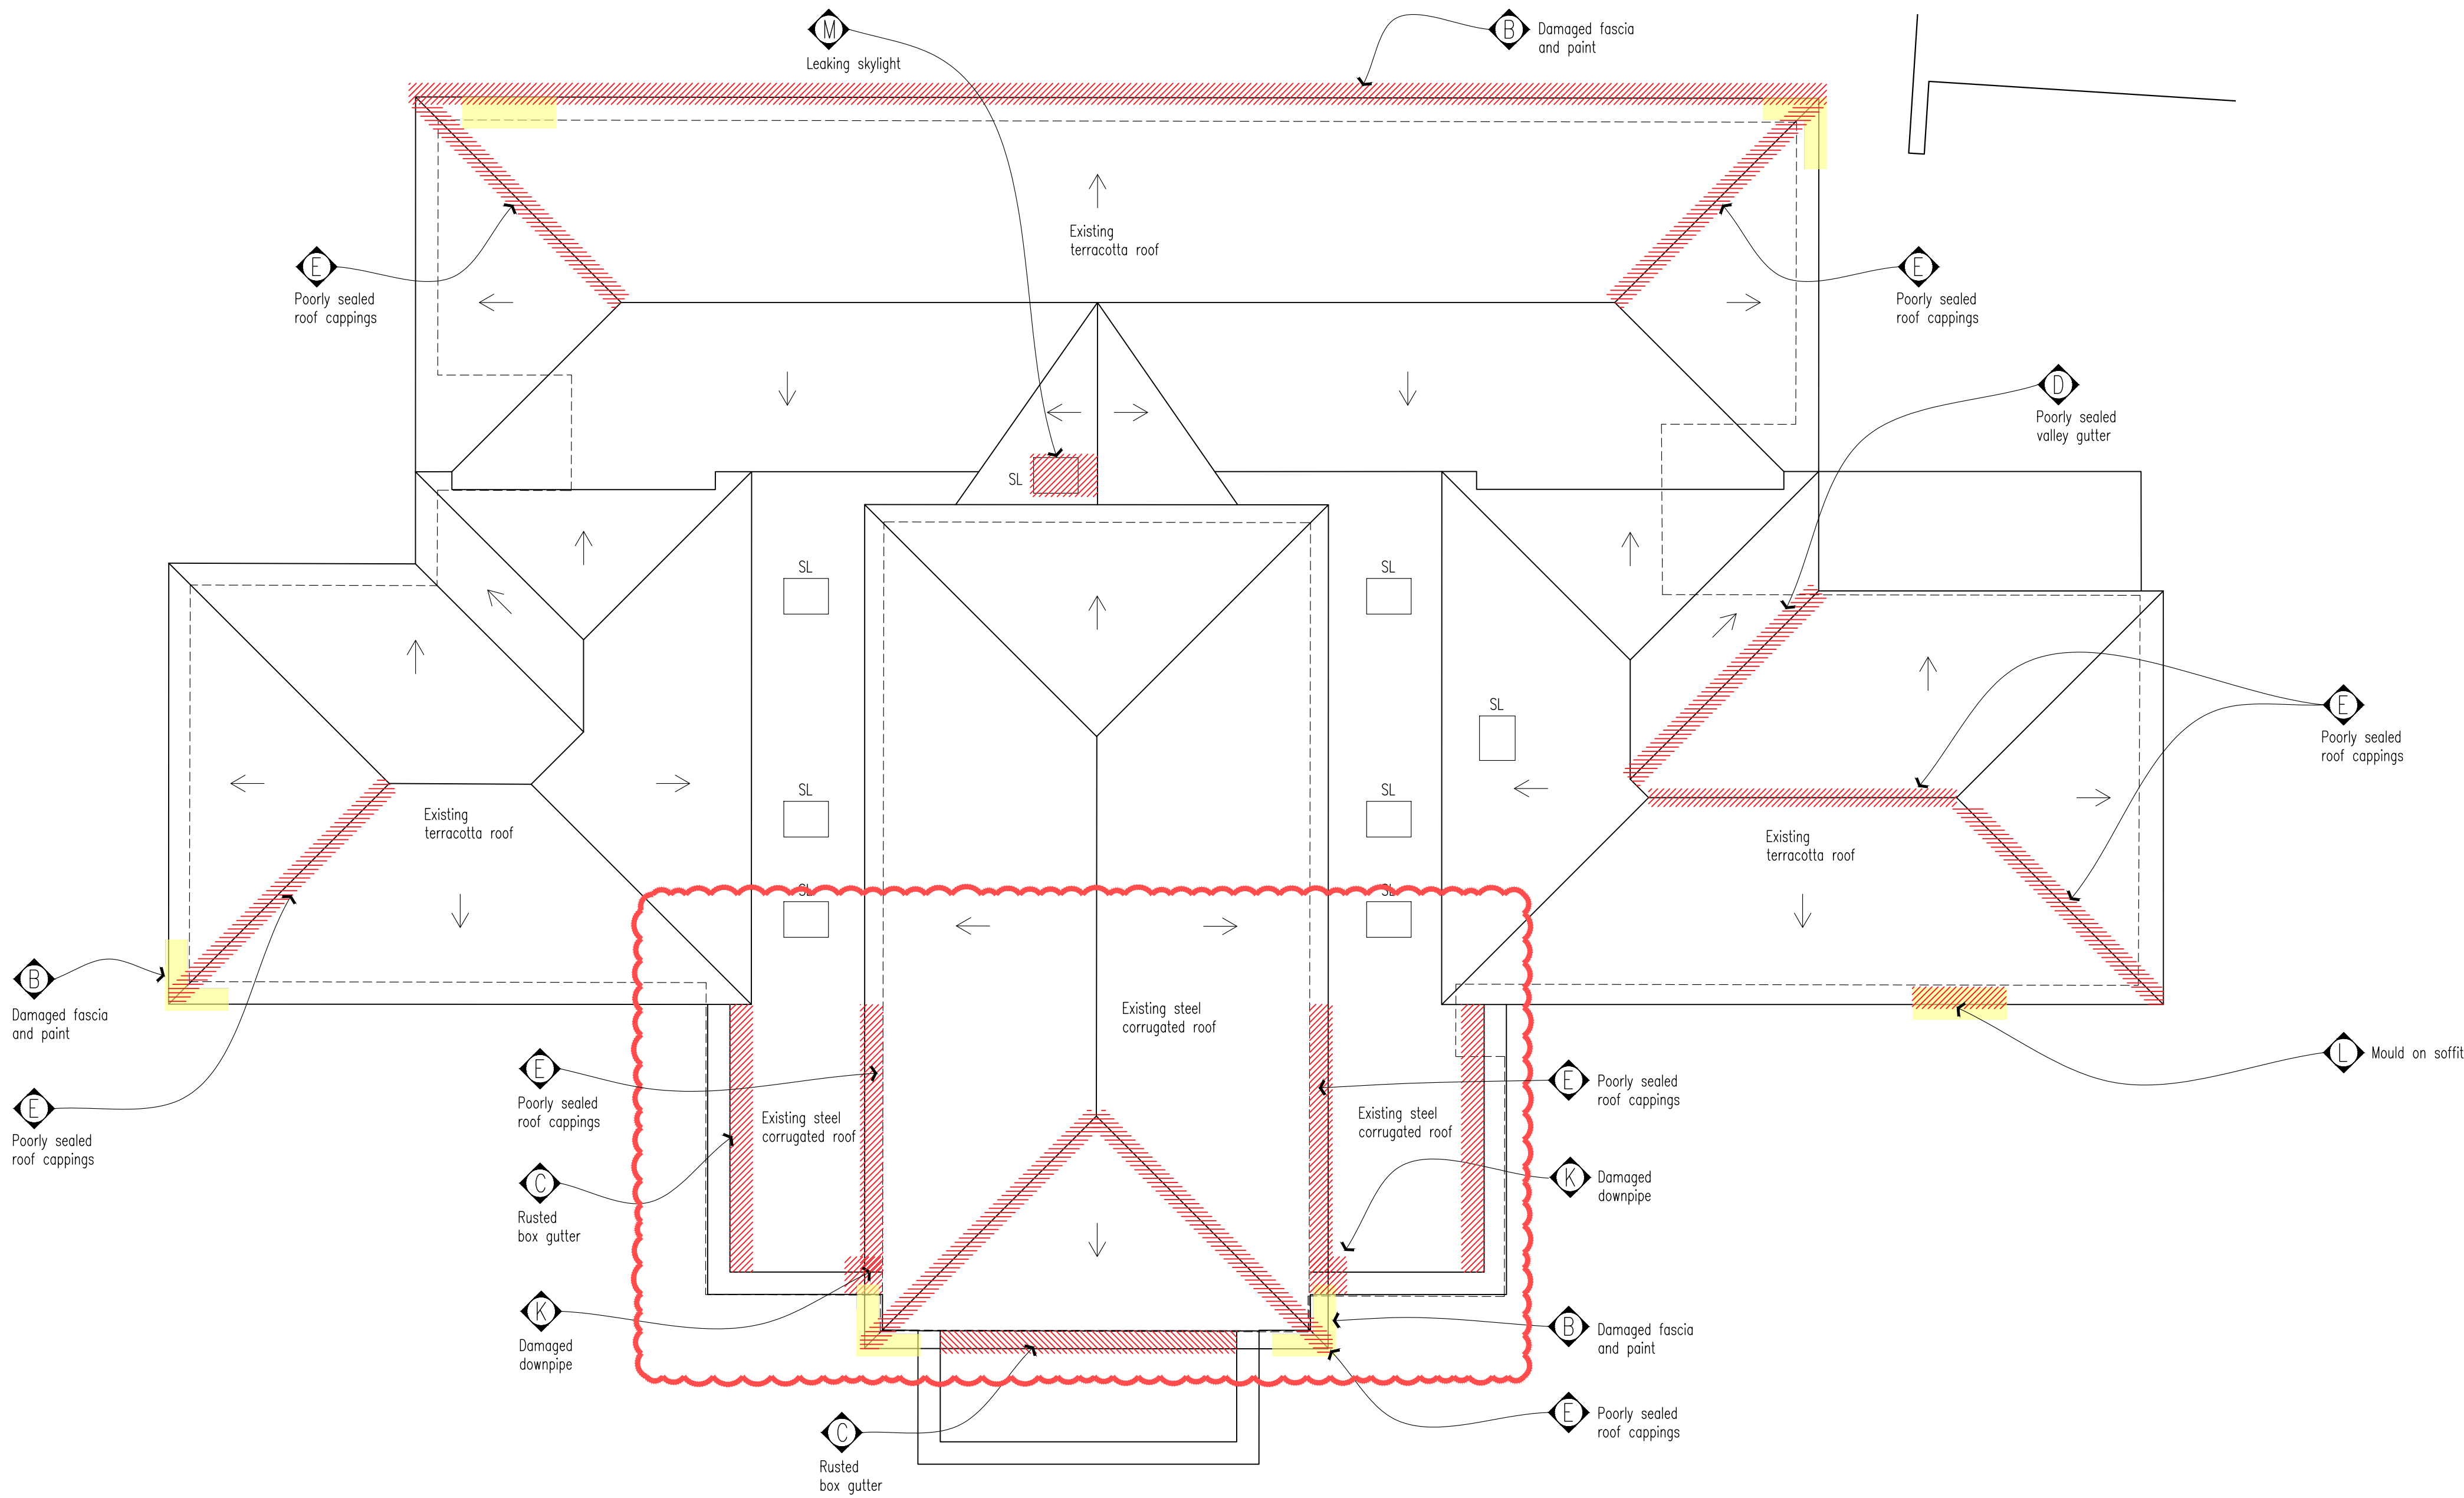 M
Leaking skylight
B
Damaged fascia
and paint
Existing
terracotta roof
E
Poorly sealed
roof cappings
E
Poorly sealed
roof cappings
D
Poorly sealed
valley gutter
SL
SL
SL
SL
E
Poorly sealed
roof cappings
SL
SL
Existing
terracotta roof
Existing
terracotta roof
SL
SL
B
Damaged fascia
and paint
Existing steel
corrugated roof
L
Mould on soffit
E
Poorly sealed
roof cappings
E
Poorly sealed
roof cappings
Existing steel
corrugated roof
Existing steel
corrugated roof
E
Poorly sealed
roof cappings
C
Rusted
box gutter
K
Damaged
downpipe
K
Damaged
downpipe
B
Damaged fascia
and paint
E
Poorly sealed
roof cappings
C
Rusted
box gutter